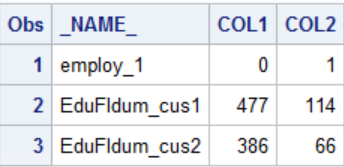 Obs _NAME_ COL1 COL2
1 employ_1 0 1
2 EduFldum_cus1 477 114
3 EduFldum_cus2 386 66